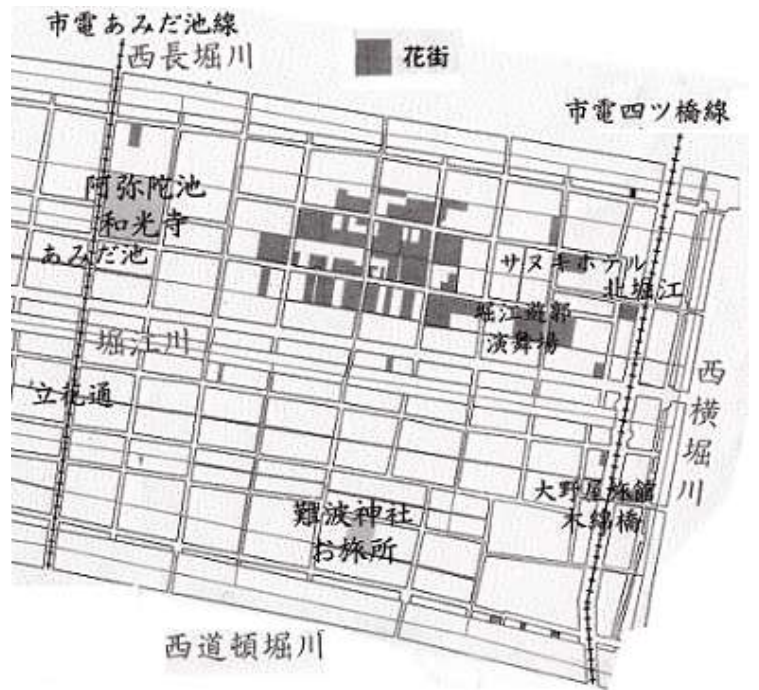 市電あみだ池線
西長堀川
花街
市電四ツ橋線
阿弥陀池
和光寺
あみだ池
サヌキホテル
北堀江
堀江遊郭
演舞場
堀江川
西横堀川
立花通
大野屋旅館
木綿橋
難波神社
お旅所
西道頓堀川